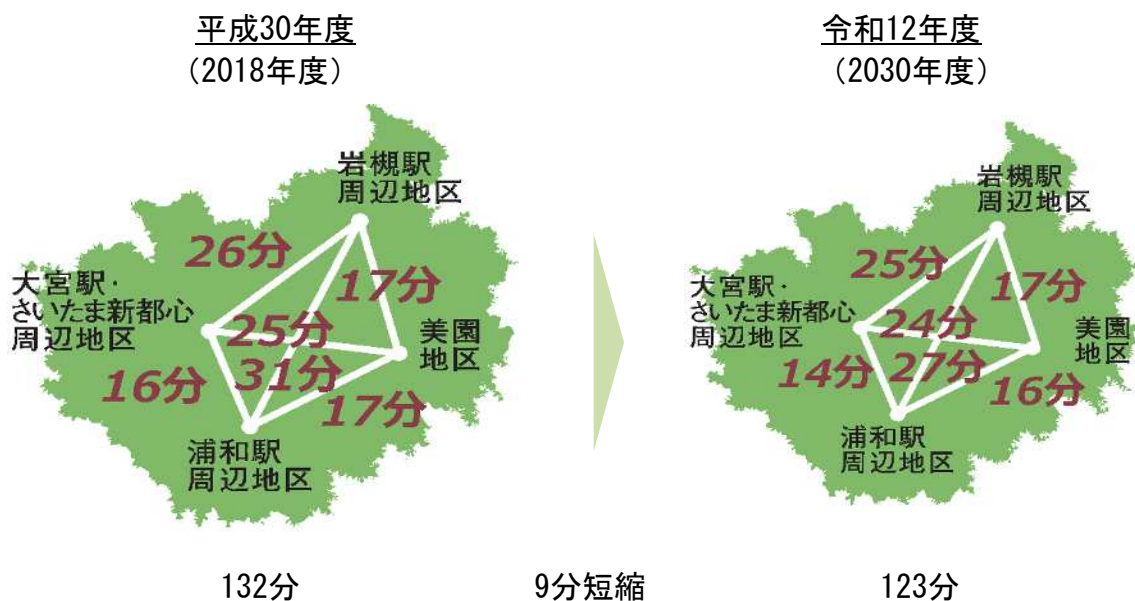 平成30年度
（2018年度）
岩槻駅
周辺地区
26分
17分
大宮駅・
さいたま新都心
周辺地区
25分
美園
地区
31分
16分
17分
浦和駅
周辺地区
132分
9分短縮
令和12年度
（2030年度）
岩槻駅
周辺地区
25分
17分
大宮駅・
さいたま新都心
周辺地区
24分
美園
地区
14分
27分
16分
浦和駅
周辺地区
123分